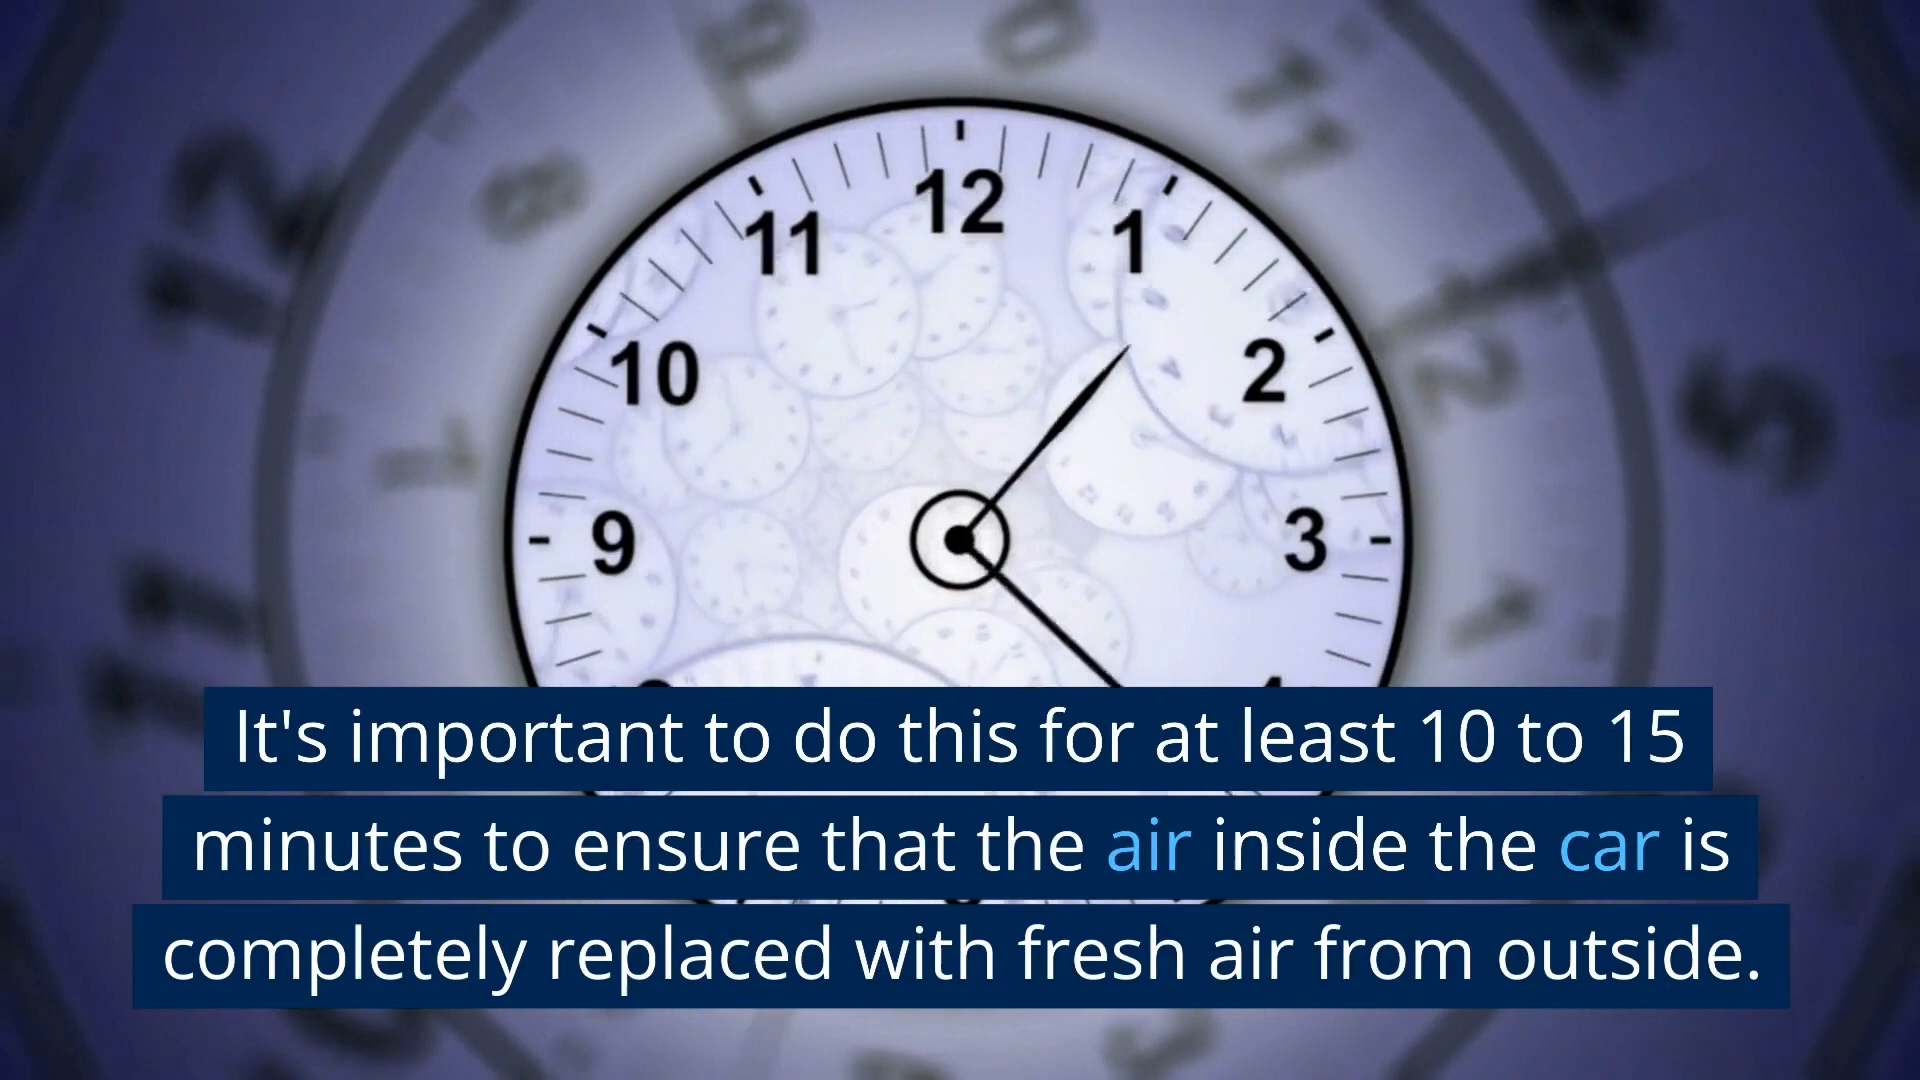 12
11
1
10
2
9
3
It's important to do this for at least 10 to 15
minutes to ensure that the air inside the car is
completely replaced with fresh air from outside.